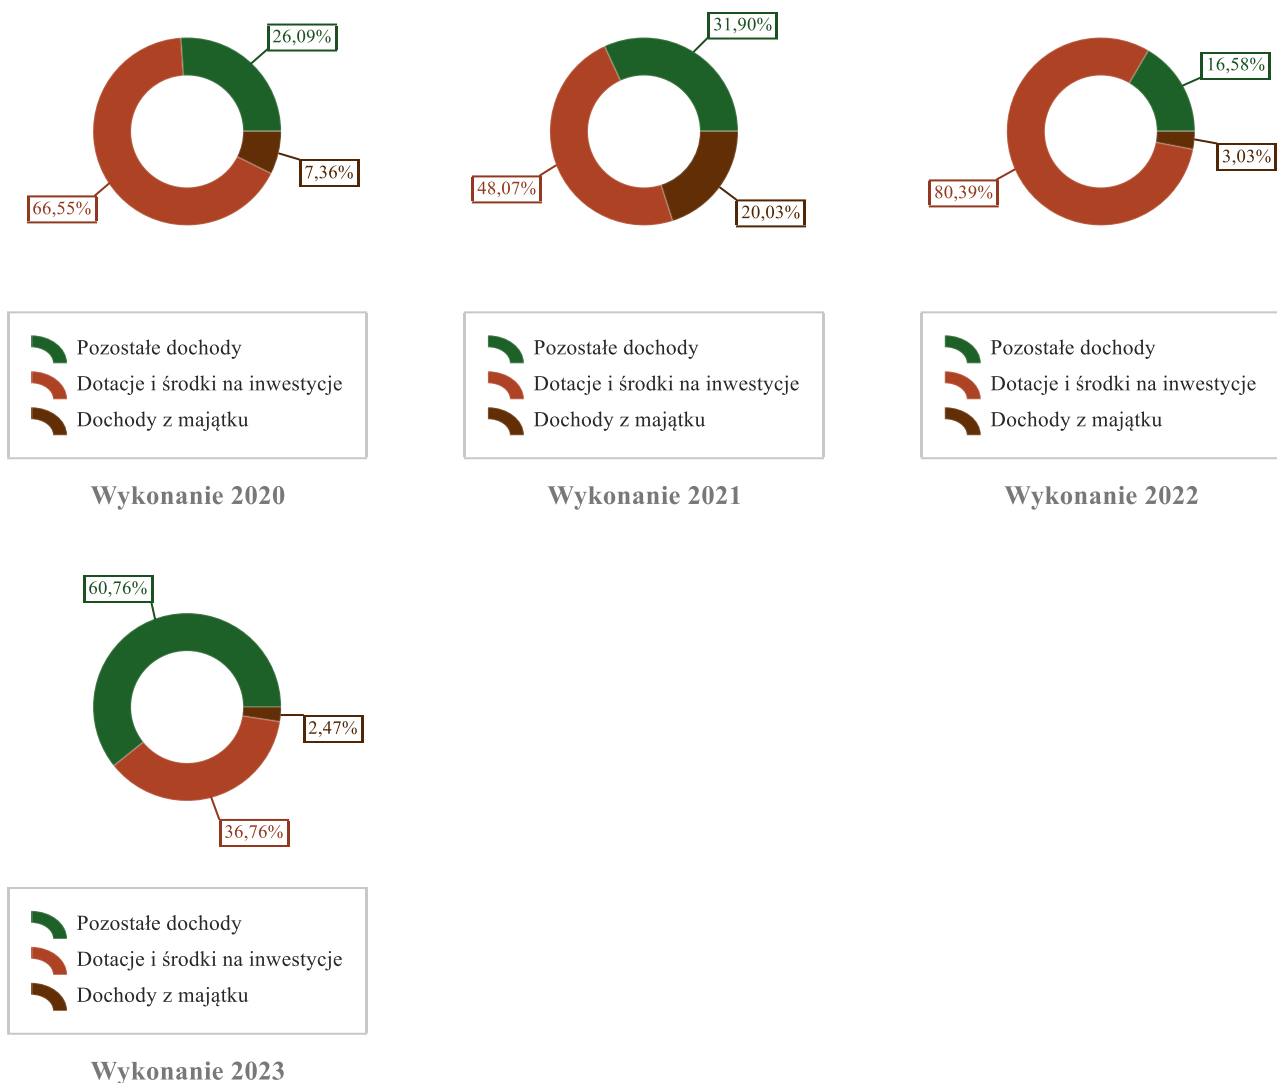 26,09%
7,36%
66,55%
Pozostałe dochody
Dotacje i środki na inwestycje
Dochody z majątku
Wykonanie 2020
31,90%
48,07%
20,03%
Pozostałe dochody
Dotacje i środki na inwestycje
Dochody z majątku
Wykonanie 2021
16,58%
3,03%
80,39%
Pozostałe dochody
Dotacje i środki na inwestycje
Dochody z majątku
Wykonanie 2022
60,76%
2,47%
36,76%
Pozostałe dochody
Dotacje i środki na inwestycje
Dochody z majątku
Wykonanie 2023